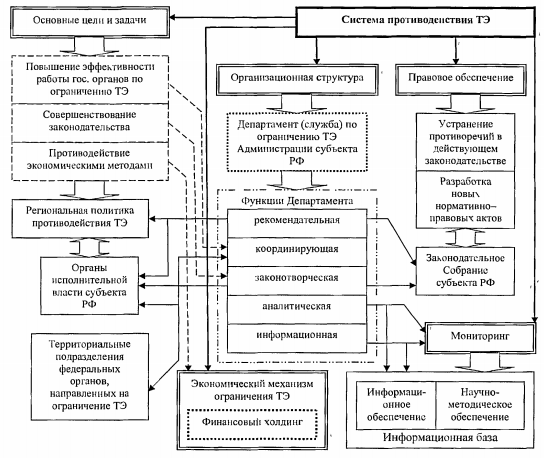 Основные цели и задачи
Система противоденствия ТЭ
Повышение эффективности
работы гос. органов по
ограничению ТЭ
Совершенствование
законодательства
Противодействие
экономическими методами
Организационная структура
Правовое обеспечение
Департамент (служба) по
ограничению ТЭ
Администрации субъекта
РФ
Устранение
противоречий в
действующем
законодательстве
Разработка
новых
нормативно-
правовых актов
Региональная политика
противодействия ТЭ
Функции Департамента
рекомендательная
координирующая
законотворческая
аналитическая
информационная
Органы
исполнительной
власти субъекта
РФ
Законодательное
Собрание
субъекта РФ
Территориальные
подразделения
федеральных
органов,
направленных на
ограничение ТЭ
Мониторинг
Экономический механизм
ограничения ТЭ
Финансовый холдинг
Информаци-
онное
обеспечение
Научно-
методическое
обеспечение
Информационная база